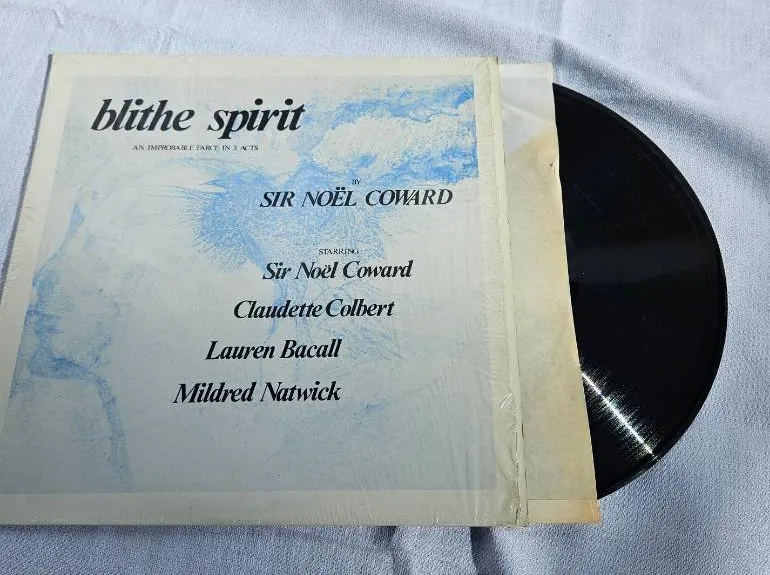 blithe spirit
AN IMPROBABLE FARCE IN 3 ACTS
BY
SIR NOËL COWARD
STARRING
Sir Noël Coward
Claudette Colbert
Lauren Bacall
Mildred Natwick